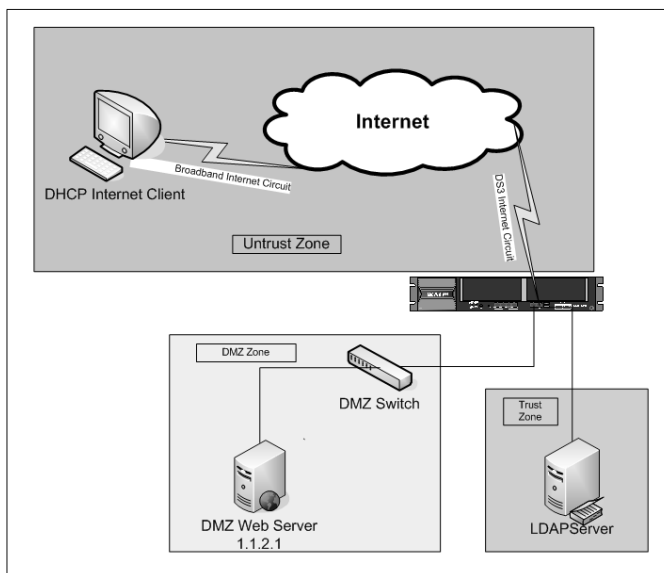 Internet
Broadband Internet Circuit
DHCP Internet Client
DS3 Internet Circuit
Untrust Zone
DMZ Zone
DMZ Switch
Trust
Zone
DMZ Web Server
1.1.2.1
LDAPServer